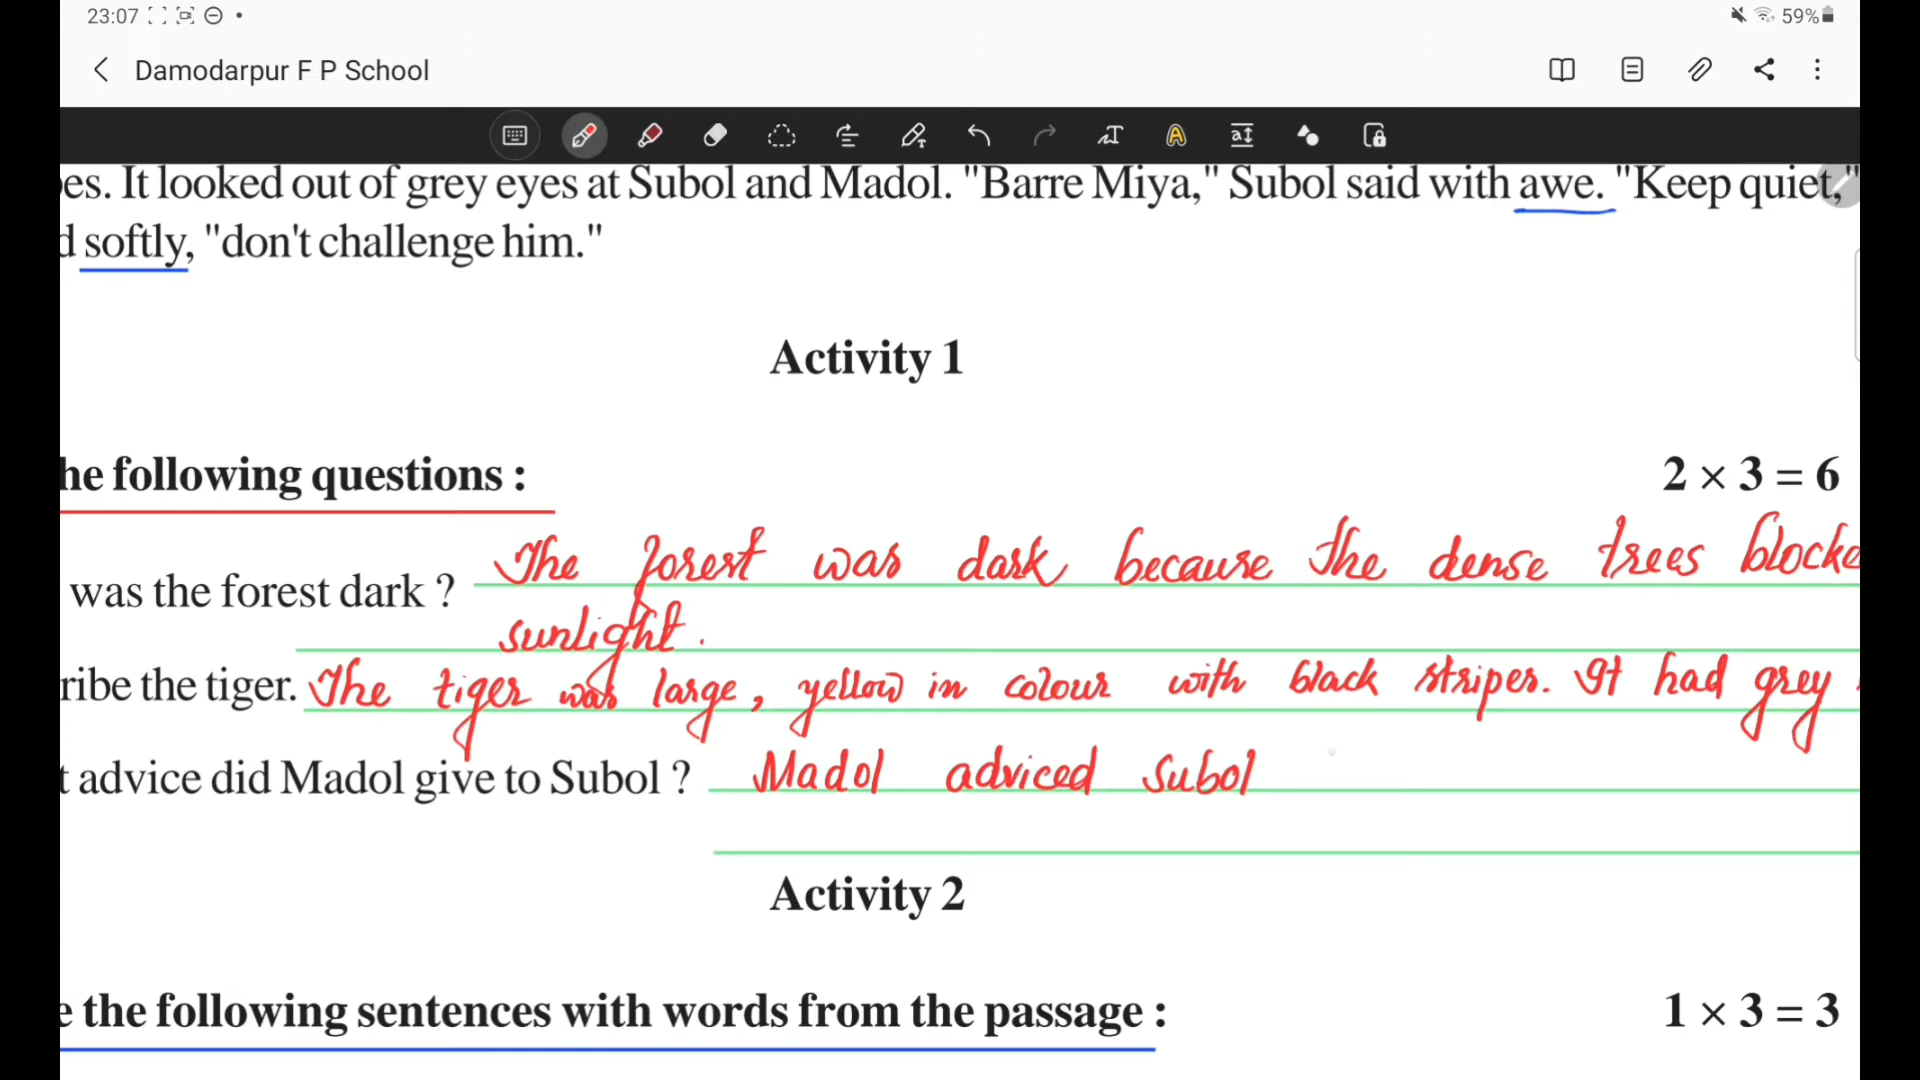 23:07
59%
Damodarpur F P School
es. It looked out of grey eyes at Subol and Madol. "Barre Miya," Subol said with awe. "Keep quiet,"
d softly, "don't challenge him."
Activity 1
he following questions :
2 × 3 = 6
The forest was dark because the dense trees blocke
was the forest dark ?
sunlight.
ribe the tiger. The tiger was large, yellow in colour with black stripes. It had grey
t advice did Madol give to Subol ? Madol adviced Subol
Activity 2
e the following sentences with words from the passage :
1 × 3 = 3